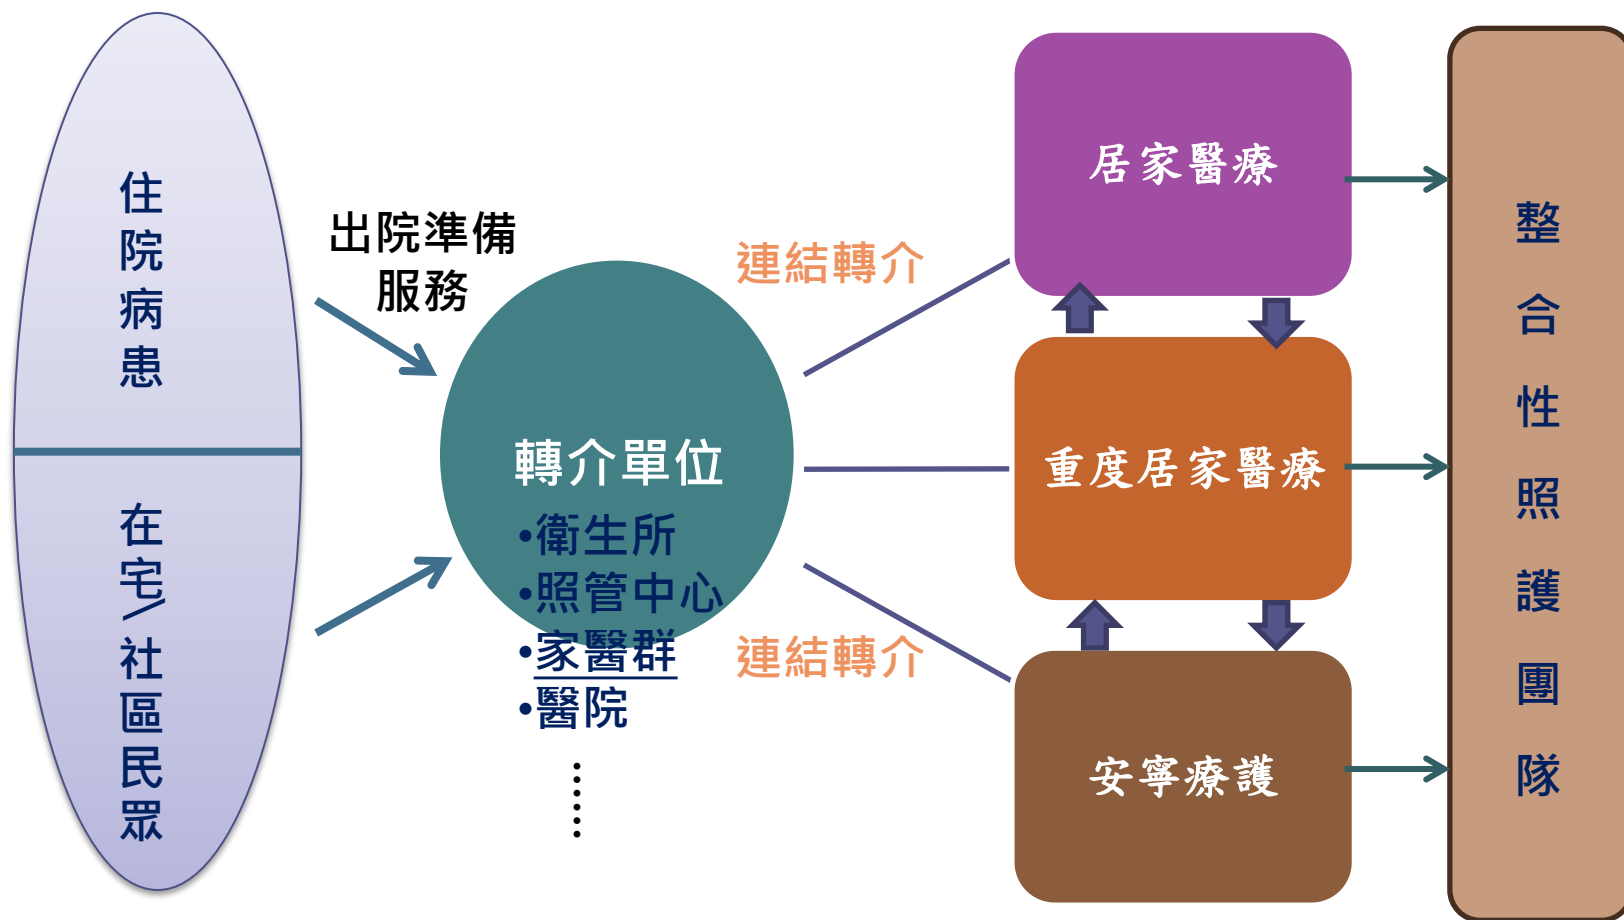 住院病患
在宅/社區民眾
出院準備
服務
轉介單位
•衛生所
•照管中心
•家醫群
•醫院
……
連結轉介
連結轉介
居家醫療
重度居家醫療
安寧療護
整合性照護團隊